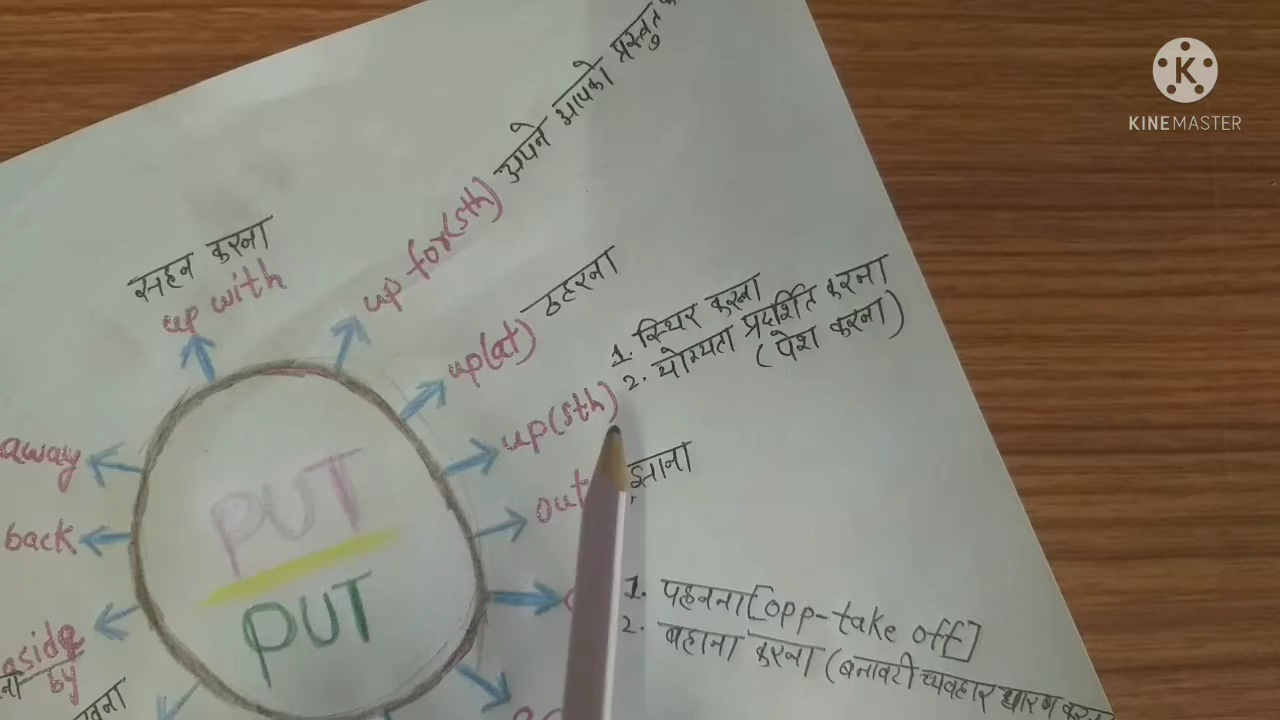 KINEMASTER
अपने आपको प्रस्तुत
up for(sth)
सहन करना
up with
ठहरना
up(at)
1. स्थिर करना
2. योग्यता प्रदर्शित करना
(पेश करना)
up(sth)
away
out
back
PUT
PUT
1. पहनना [opp-take off]
2. बहाना करना (बनावटी व्यवहार धारण
aside
by